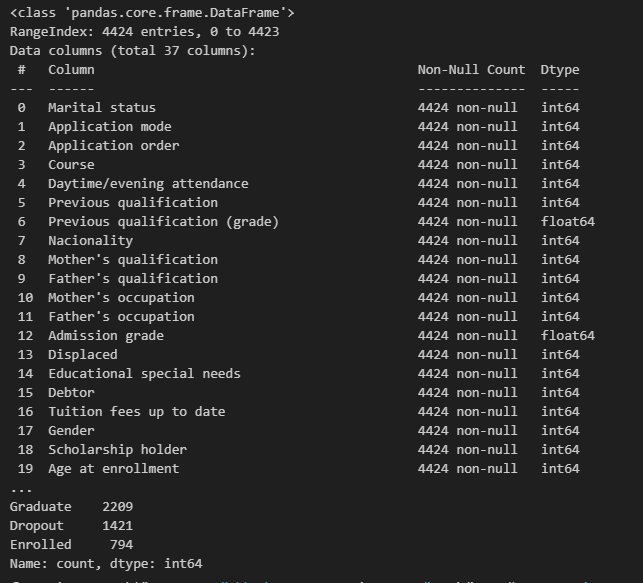 <class 'pandas.core.frame.DataFrame'>
RangeIndex: 4424 entries, 0 to 4423
Data columns (total 37 columns):
 #   Column                                          Non-Null Count  Dtype
---  ------                                          --------------  -----
 0   Marital status                                  4424 non-null   int64
 1   Application mode                                4424 non-null   int64
 2   Application order                               4424 non-null   int64
 3   Course                                          4424 non-null   int64
 4   Daytime/evening attendance                      4424 non-null   int64
 5   Previous qualification                          4424 non-null   int64
 6   Previous qualification (grade)                  4424 non-null   float64
 7   Nacionality                                     4424 non-null   int64
 8   Mother's qualification                          4424 non-null   int64
 9   Father's qualification                          4424 non-null   int64
 10  Mother's occupation                             4424 non-null   int64
 11  Father's occupation                             4424 non-null   int64
 12  Admission grade                                 4424 non-null   float64
 13  Displaced                                       4424 non-null   int64
 14  Educational special needs                       4424 non-null   int64
 15  Debtor                                          4424 non-null   int64
 16  Tuition fees up to date                         4424 non-null   int64
 17  Gender                                          4424 non-null   int64
 18  Scholarship holder                              4424 non-null   int64
 19  Age at enrollment                               4424 non-null   int64
...
Graduate    2209
Dropout     1421
Enrolled     794
Name: count, dtype: int64